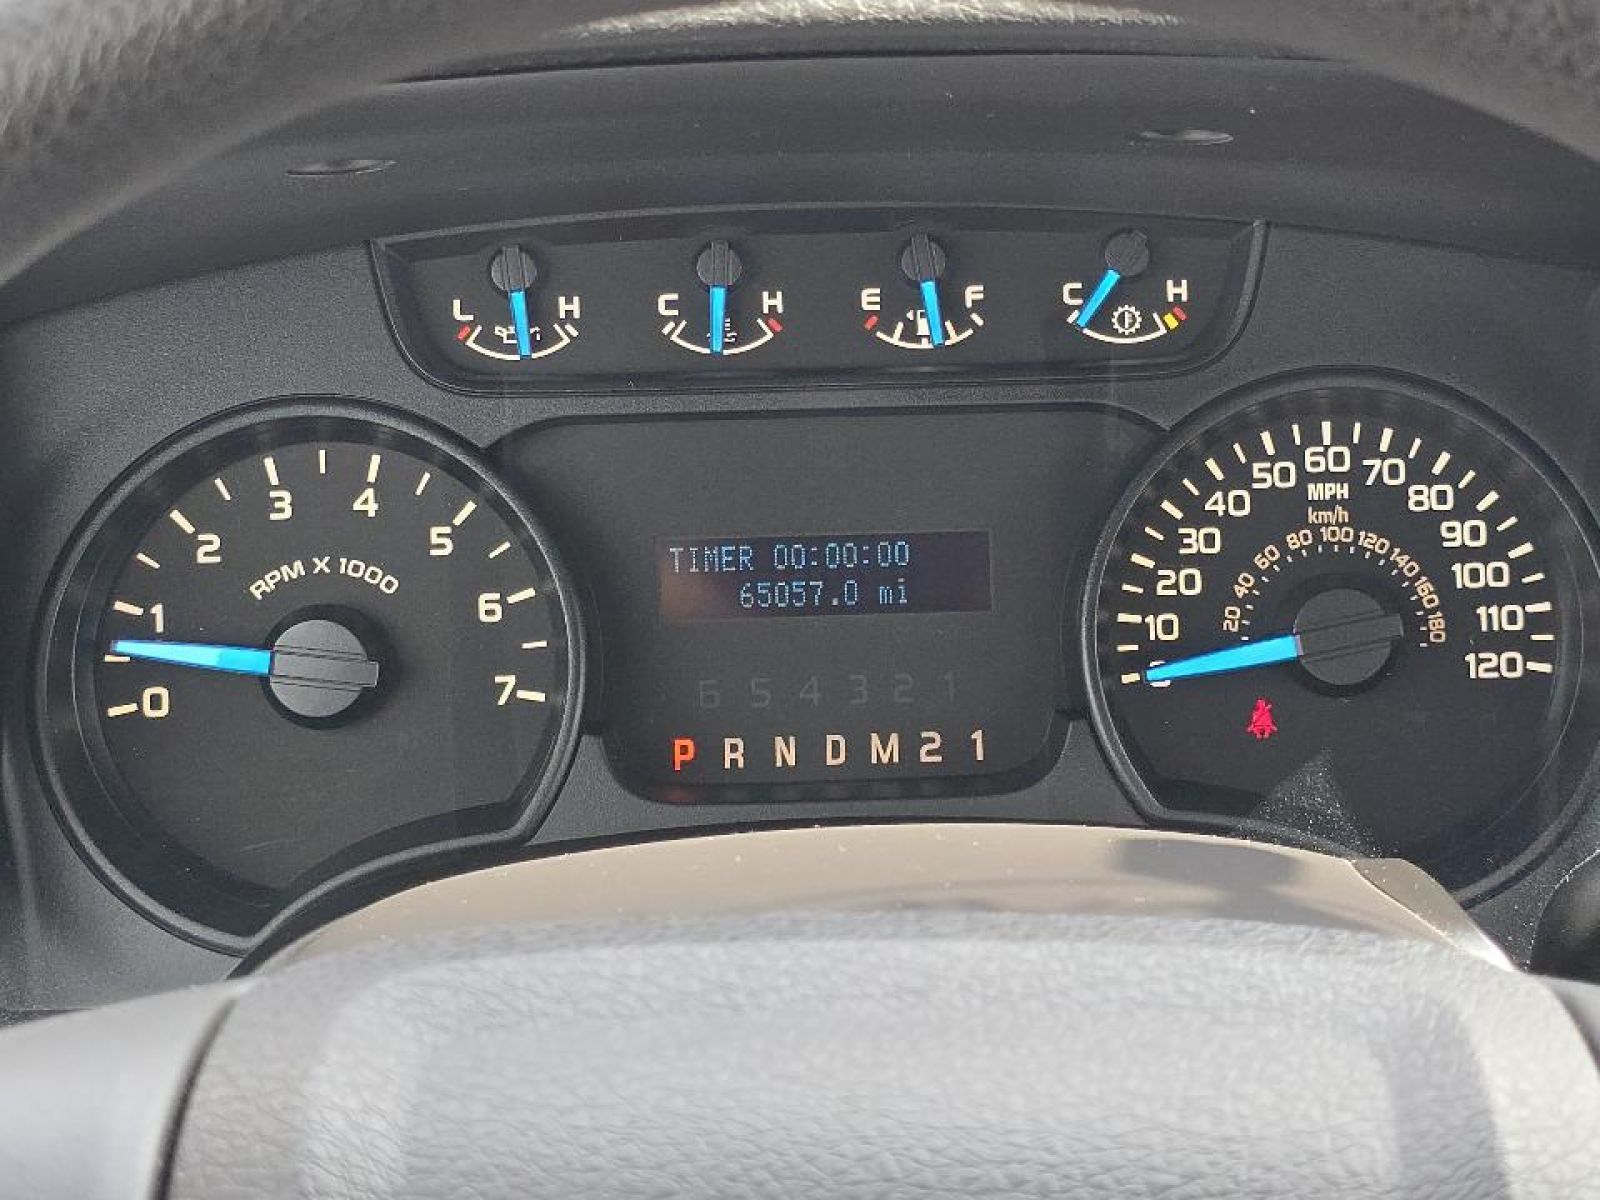 L H
C H
E F
C H
0 1 2 3 4 5 6 7
RPM X 1000
TIMER 00:00:00
65057.0 mi
6 5 4 3 2 1
P R N D M 2 1
0 10 20 30 40 50 60 70 80 90 100 110 120
MPH
km/h
20 40 60 80 100 120 140 160 180